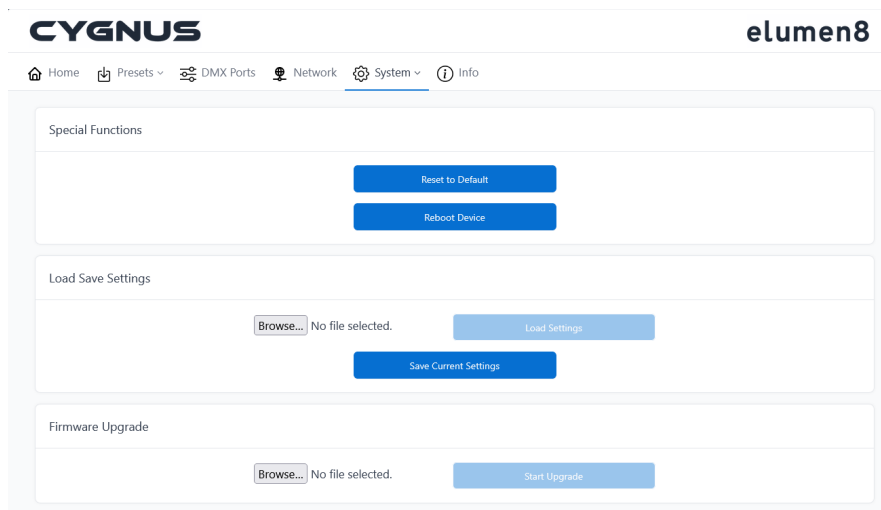 CYGNUS
elumen8
Home Presets DMX Ports Network System Info
Special Functions
Reset to Default
Reboot Device
Load Save Settings
Browse... No file selected. Load Settings
Save Current Settings
Firmware Upgrade
Browse... No file selected. Start Upgrade